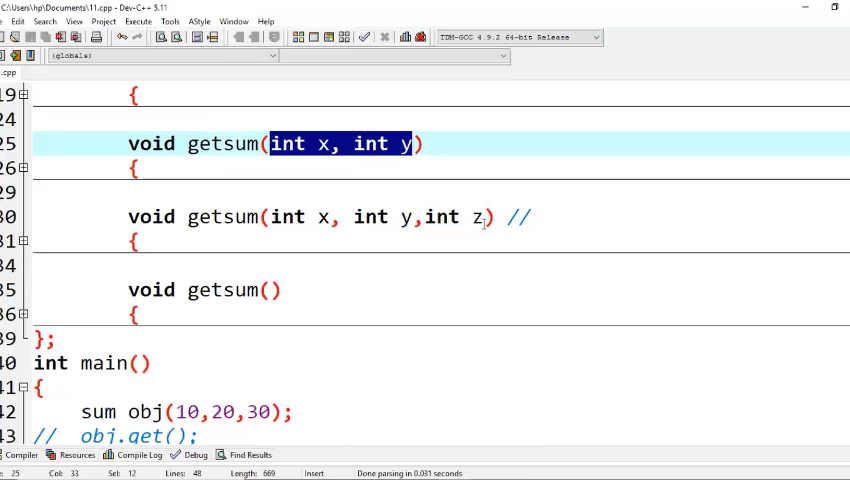 C:\Users\hp\Documents\11.cpp - Dev-C++ 5.11
Edit Search View Project Execute Tools AStyle Window Help
TDM-GCC 4.9.2 64-bit Release
(globals)
.cpp
19 {
24
25 void getsum(int x, int y)
26 {
29
30 void getsum(int x, int y,int z) //
31 {
34
35 void getsum()
36 {
39 };
40 int main()
41 {
42 sum obj(10,20,30);
43 // obj.get();
Compiler Resources Compile Log Debug Find Results
: 25 Col: 33 Sel: 12 Lines: 48 Length: 669 Insert Done parsing in 0.031 seconds